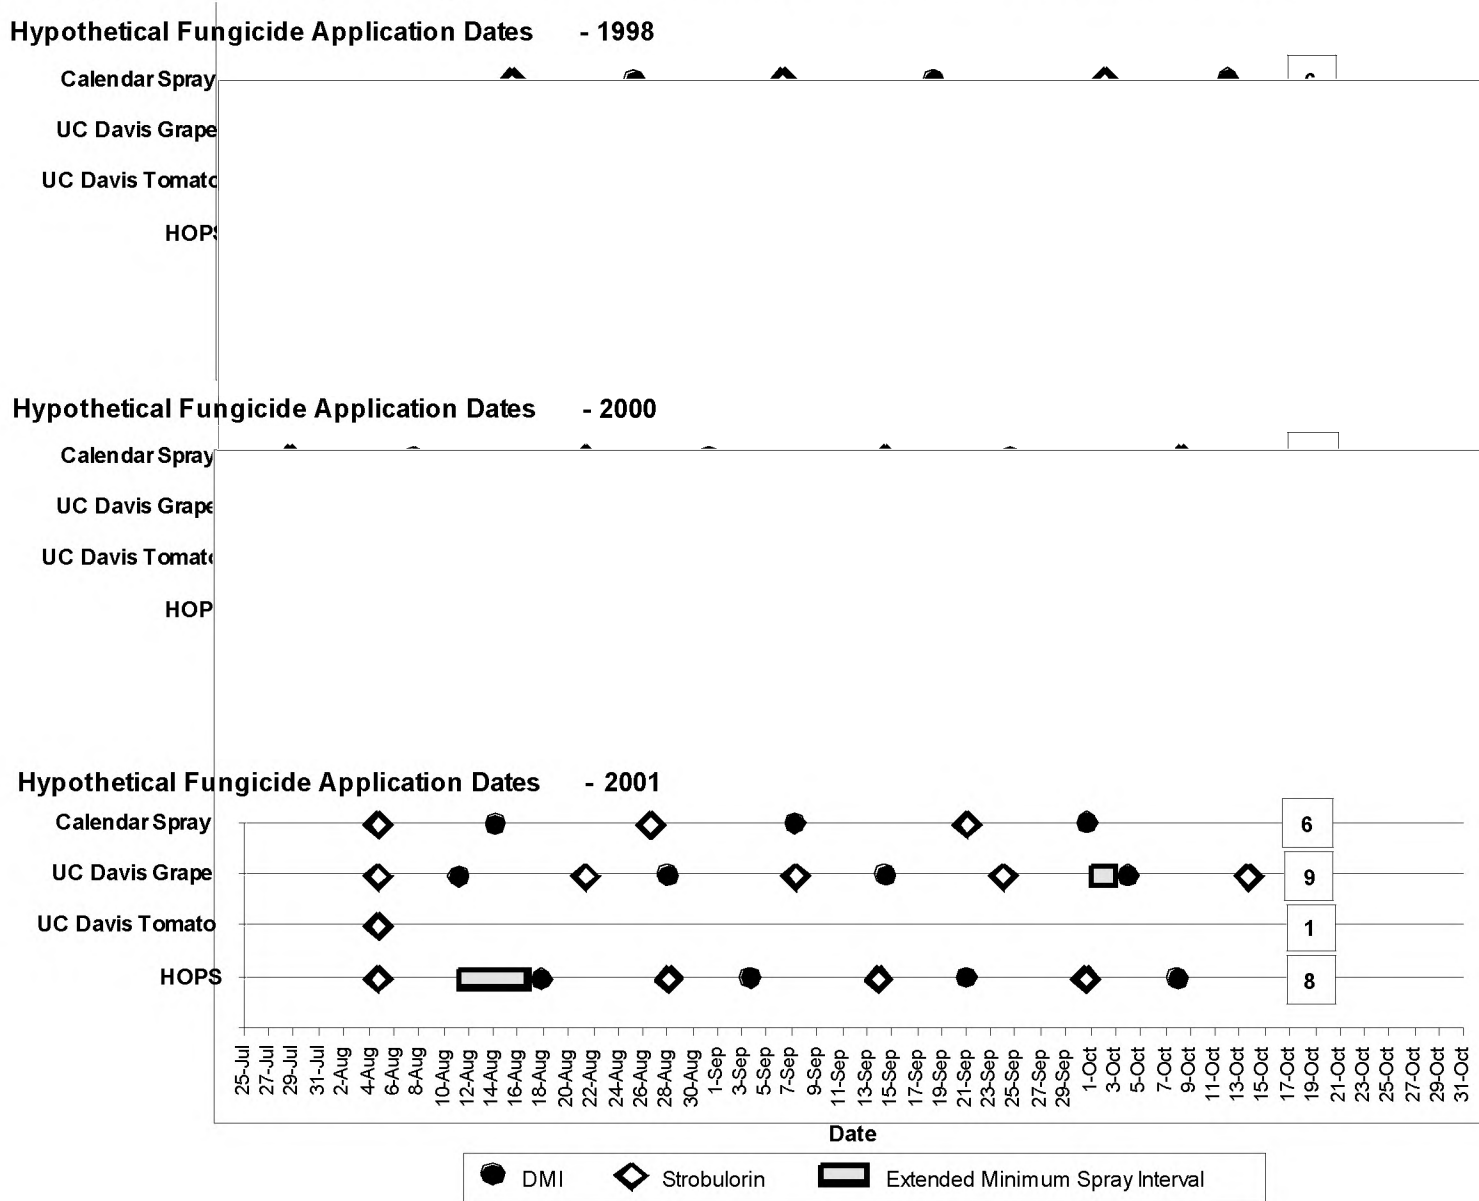 Hypothetical Fungicide Application Dates - 1998
Calendar Spray
UC Davis Grape
UC Davis Tomato
HOPS
Hypothetical Fungicide Application Dates - 2000
Calendar Spray
UC Davis Grape
UC Davis Tomato
HOP
Hypothetical Fungicide Application Dates - 2001
Calendar Spray 6
UC Davis Grape 9
UC Davis Tomato 1
HOPS 8
25-Jul 27-Jul 29-Jul 31-Jul 2-Aug 4-Aug 6-Aug 8-Aug 10-Aug 12-Aug 14-Aug 16-Aug 18-Aug 20-Aug 22-Aug 24-Aug 26-Aug 28-Aug 30-Aug 1-Sep 3-Sep 5-Sep 7-Sep 9-Sep 11-Sep 13-Sep 15-Sep 17-Sep 19-Sep 21-Sep 23-Sep 25-Sep 27-Sep 29-Sep 1-Oct 3-Oct 5-Oct 7-Oct 9-Oct 11-Oct 13-Oct 15-Oct 17-Oct 19-Oct 21-Oct 23-Oct 25-Oct 27-Oct 29-Oct 31-Oct
Date
DMI Strobulorin Extended Minimum Spray Interval